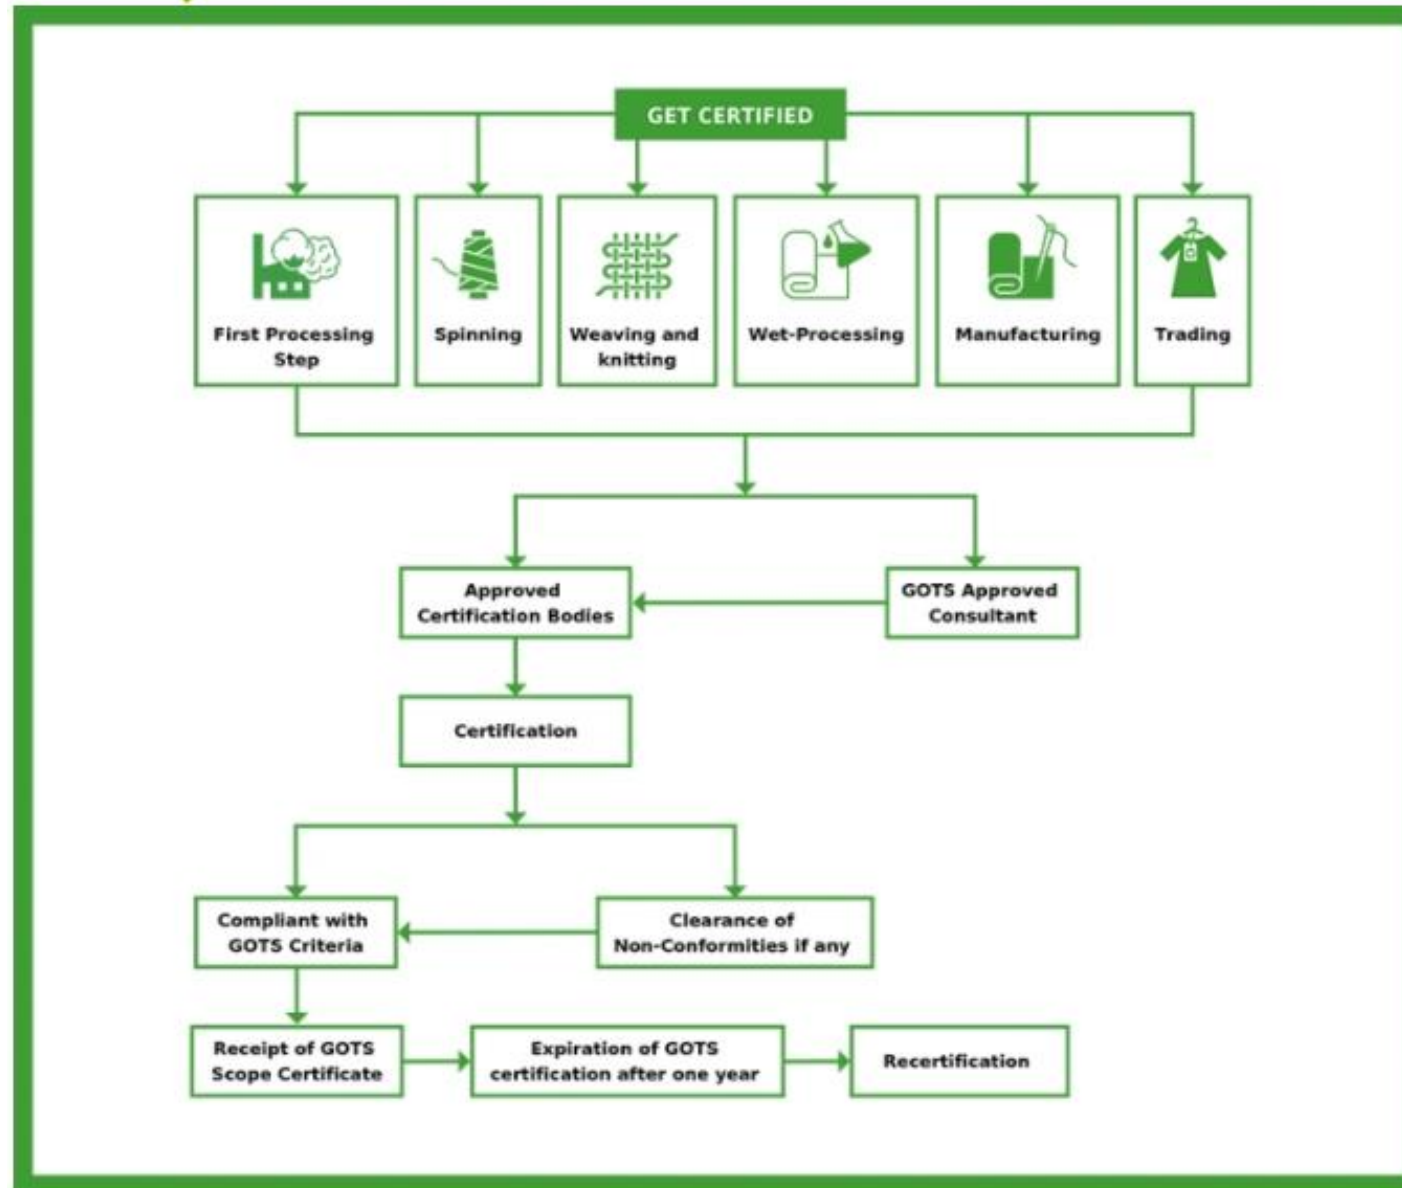 GET CERTIFIED
First Processing
Step
Spinning
Weaving and
knitting
Wet-Processing
Manufacturing
Trading
Approved
Certification Bodies
GOTS Approved
Consultant
Certification
Compliant with
GOTS Criteria
Clearance of
Non-Conformities if any
Receipt of GOTS
Scope Certificate
Expiration of GOTS
certification after one year
Recertification